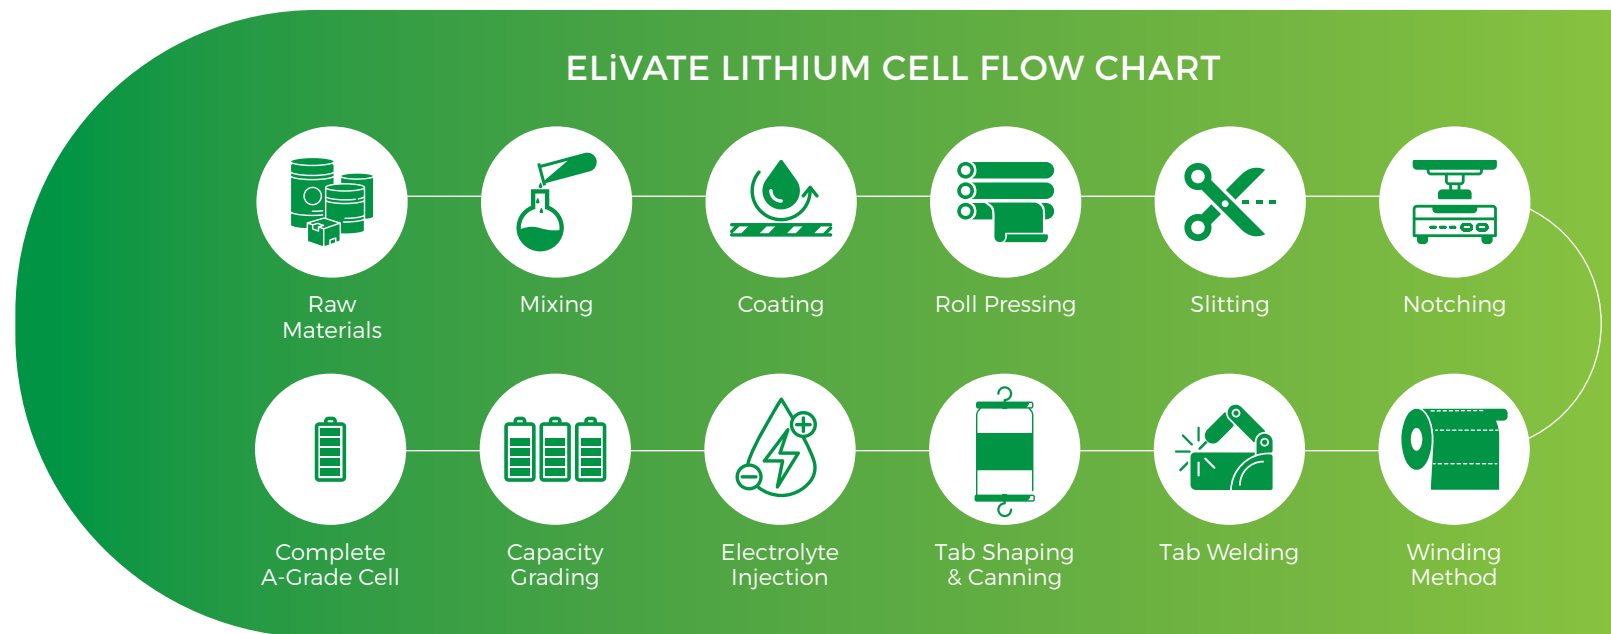 ELiVATE LITHIUM CELL FLOW CHART
Raw
Materials
Mixing
Coating
Roll Pressing
Slitting
Notching
Complete
A-Grade Cell
Capacity
Grading
Electrolyte
Injection
Tab Shaping
& Canning
Tab Welding
Winding
Method